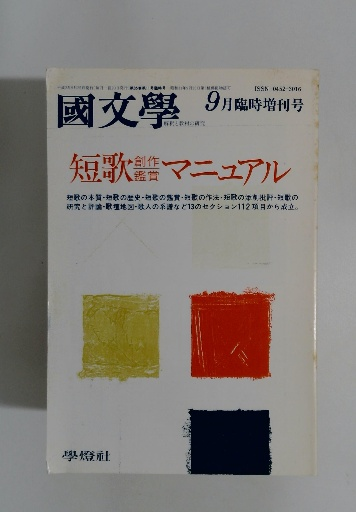 ISSN 0452-3016
國文學
9月臨時増刊号
解釈と教材の研究
短歌 創作 鑑賞 マニュアル
短歌の本質・短歌の歴史・短歌の鑑賞・短歌の作法・短歌の添削批評・短歌の
研究と評論・歌壇地図・歌人の系譜など13のセクション112項目から成立。
學燈社